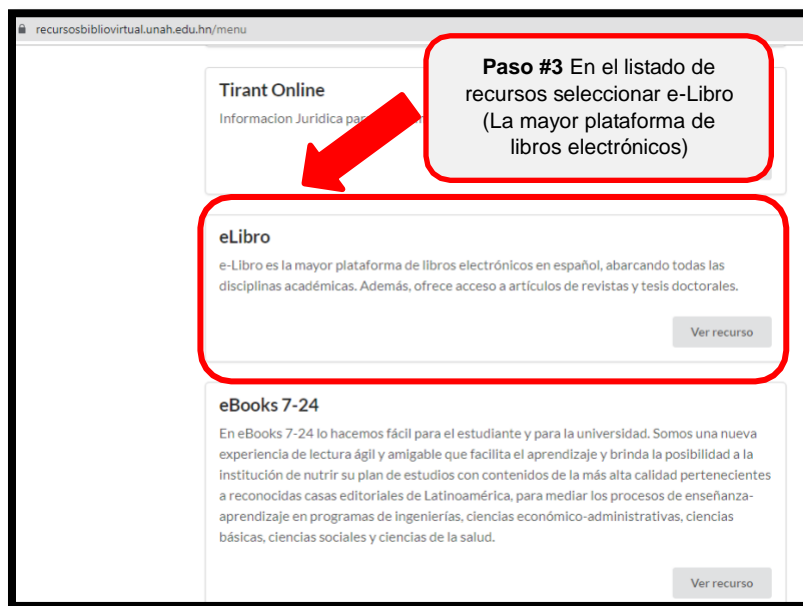 recursosbibliovirtual.unah.edu.hn/menu
Paso #3 En el listado de
recursos seleccionar e-Libro
(La mayor plataforma de
libros electrónicos)
Tirant Online
Informacion Juridica
eLibro
e-Libro es la mayor plataforma de libros electrónicos en español, abarcando todas las
disciplinas académicas. Además, ofrece acceso a artículos de revistas y tesis doctorales.
Ver recurso
eBooks 7-24
En eBooks 7-24 lo hacemos fácil para el estudiante y para la universidad. Somos una nueva
experiencia de lectura ágil y amigable que facilita el aprendizaje y brinda la posibilidad a la
institución de nutrir su plan de estudios con contenidos de la más alta calidad pertenecientes
a reconocidas casas editoriales de Latinoamérica, para mediar los procesos de enseñanza-
aprendizaje en programas de ingenierías, ciencias económico-administrativas, ciencias
básicas, ciencias sociales y ciencias de la salud.
Ver recurso